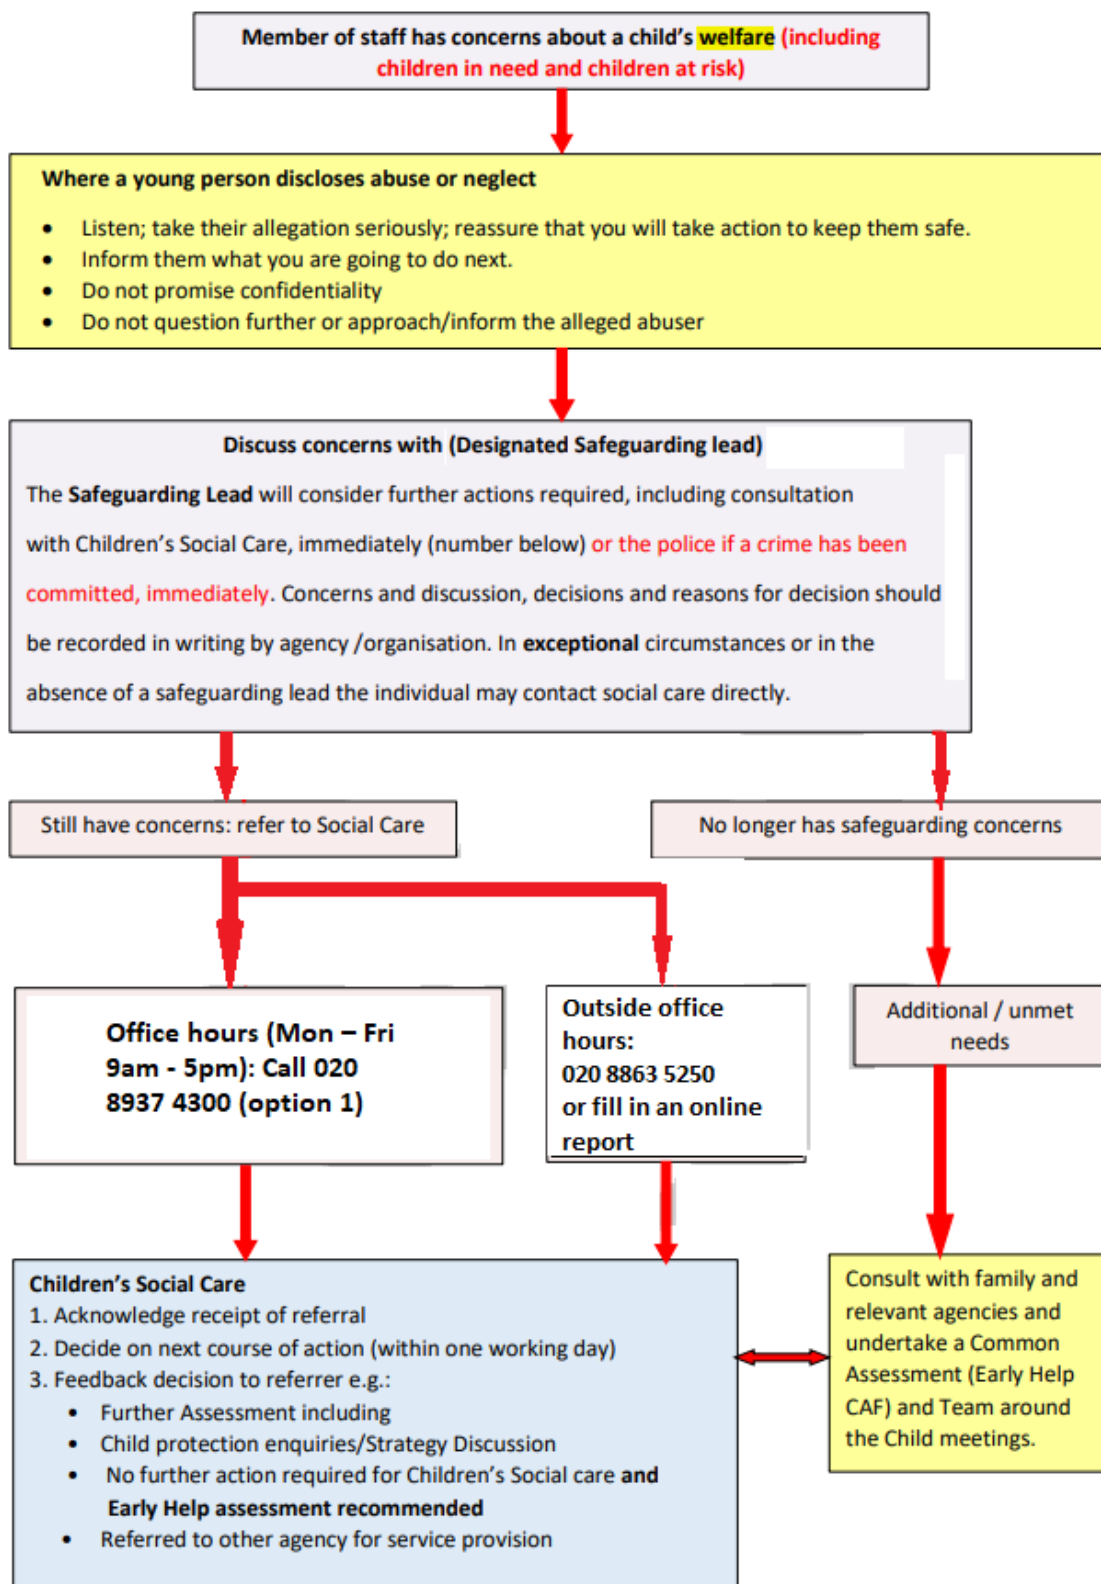 Member of staff has concerns about a child's welfare (including
children in need and children at risk)
Where a young person discloses abuse or neglect
• Listen; take their allegation seriously; reassure that you will take action to keep them safe.
• Inform them what you are going to do next.
• Do not promise confidentiality
• Do not question further or approach/inform the alleged abuser
Discuss concerns with (Designated Safeguarding lead)
The Safeguarding Lead will consider further actions required, including consultation
with Children's Social Care, immediately (number below) or the police if a crime has been
committed, immediately. Concerns and discussion, decisions and reasons for decision should
be recorded in writing by agency /organisation. In exceptional circumstances or in the
absence of a safeguarding lead the individual may contact social care directly.
Still have concerns: refer to Social Care
No longer has safeguarding concerns
Office hours (Mon – Fri
9am - 5pm): Call 020
8937 4300 (option 1)
Outside office
hours:
020 8863 5250
or fill in an online
report
Additional / unmet
needs
Children's Social Care
1. Acknowledge receipt of referral
2. Decide on next course of action (within one working day)
3. Feedback decision to referrer e.g.:
• Further Assessment including
• Child protection enquiries/Strategy Discussion
• No further action required for Children's Social care and
Early Help assessment recommended
• Referred to other agency for service provision
Consult with family and
relevant agencies and
undertake a Common
Assessment (Early Help
CAF) and Team around
the Child meetings.